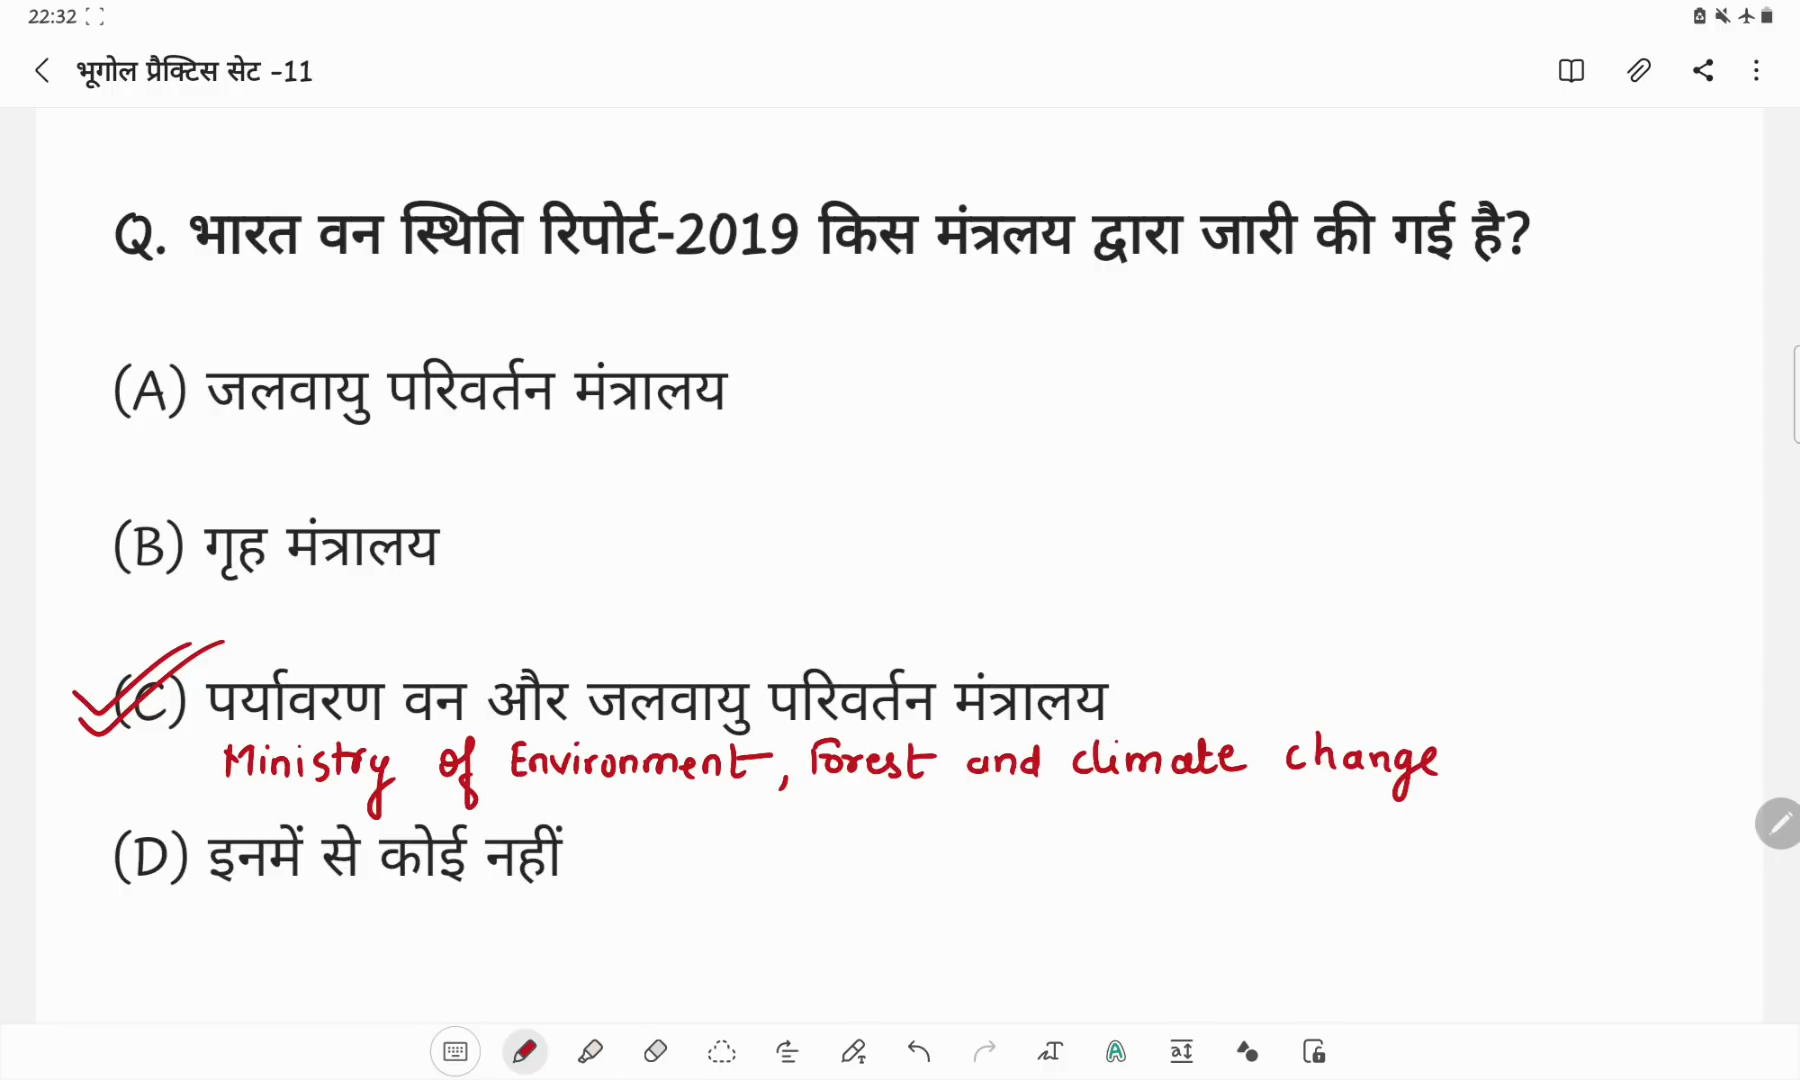 22:32
भूगोल प्रैक्टिस सेट -11
Q. भारत वन स्थिति रिपोर्ट-2019 किस मंत्रलय द्वारा जारी की गई है?
(A) जलवायु परिवर्तन मंत्रालय
(B) गृह मंत्रालय
(C) पर्यावरण वन और जलवायु परिवर्तन मंत्रालय
Ministry of Environment, Forest and climate change
(D) इनमें से कोई नहीं